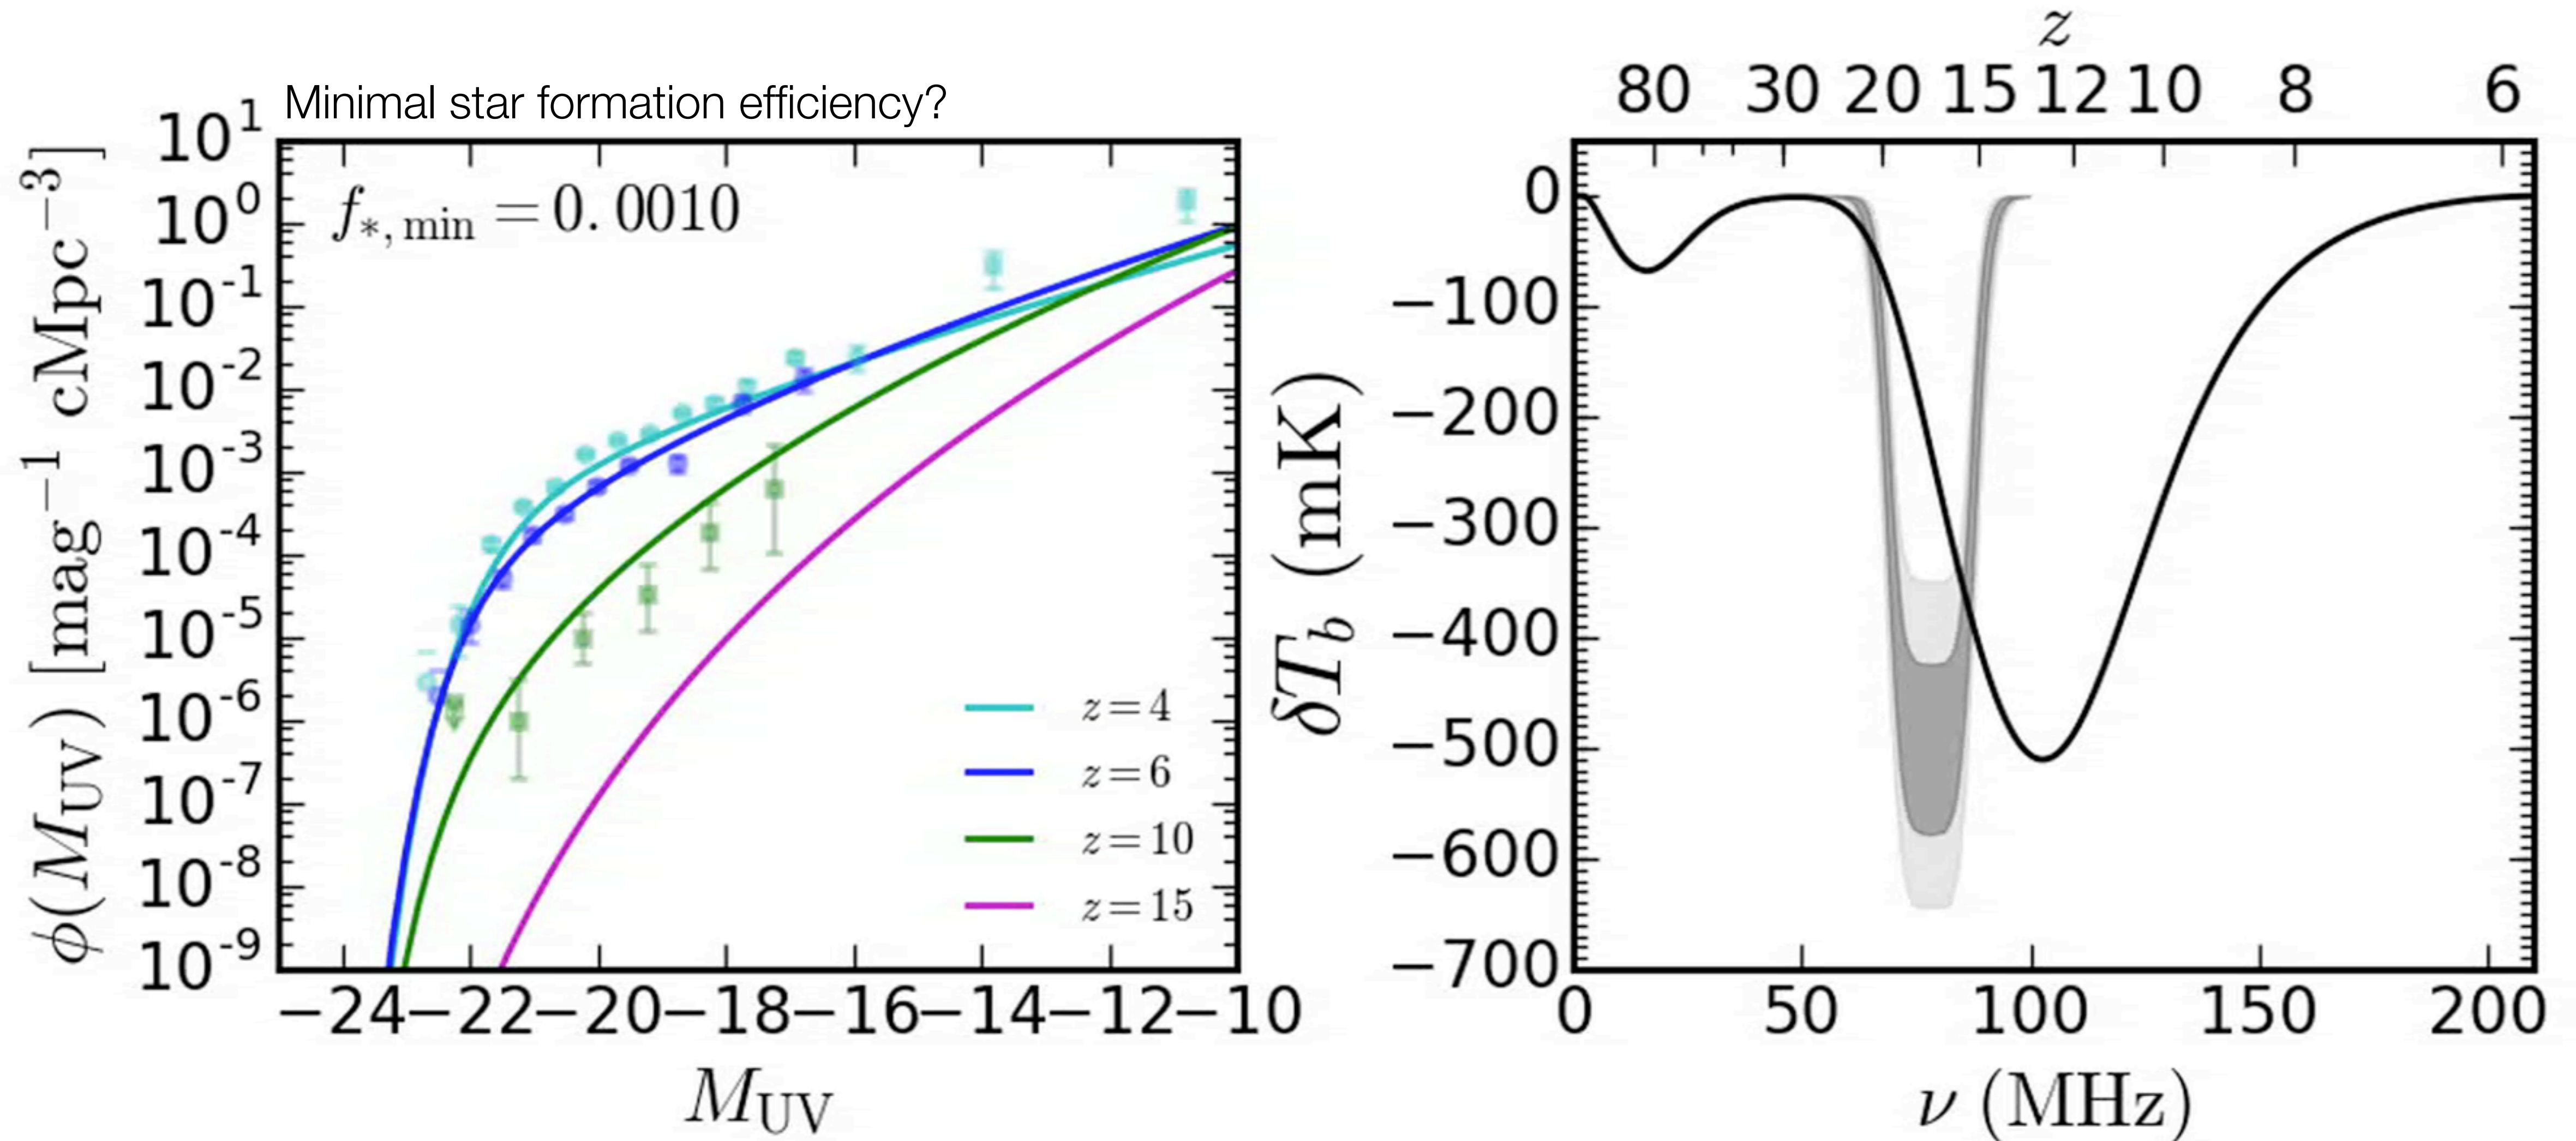 Minimal star formation efficiency?
f∗, min = 0.0010
10^1
10^0
10^-1
10^-2
10^-3
10^-4
10^-5
10^-6
10^-7
10^-8
10^-9
ϕ(M_UV) [mag^−1 cMpc^−3]
z=4
z=6
z=10
z=15
−24 −22 −20 −18 −16 −14 −12 −10
M_UV
z
80 30 20 15 12 10 8 6
0
−100
−200
−300
−400
−500
−600
−700
δT_b (mK)
0 50 100 150 200
ν (MHz)